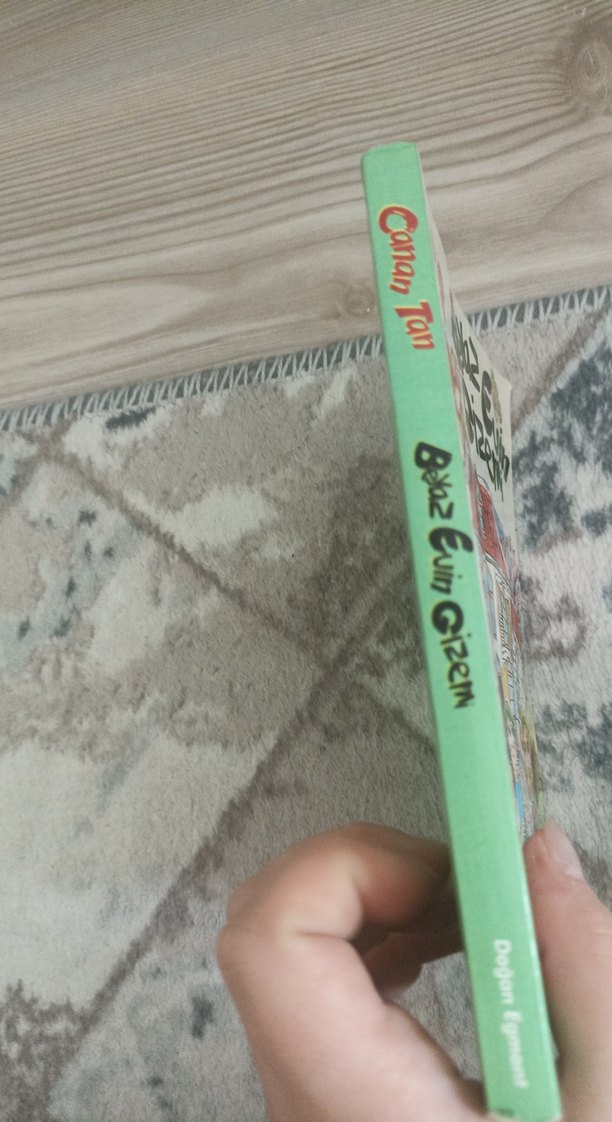 Canan Tan
Beyaz Evin Gizemi
Doğan Egmont